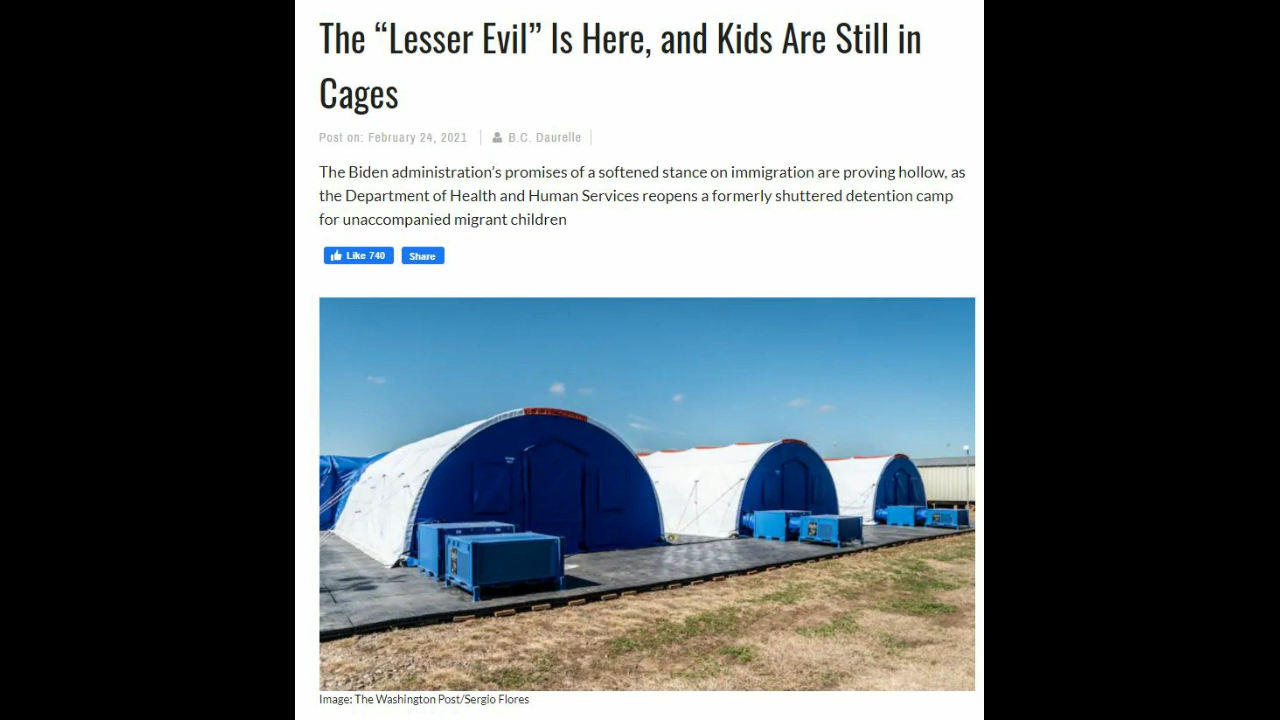 The “Lesser Evil” Is Here, and Kids Are Still in
Cages
Post on: February 24, 2021 B.C. Daurelle
The Biden administration’s promises of a softened stance on immigration are proving hollow, as
the Department of Health and Human Services reopens a formerly shuttered detention camp
for unaccompanied migrant children
Like 740 Share
Image: The Washington Post/Sergio Flores